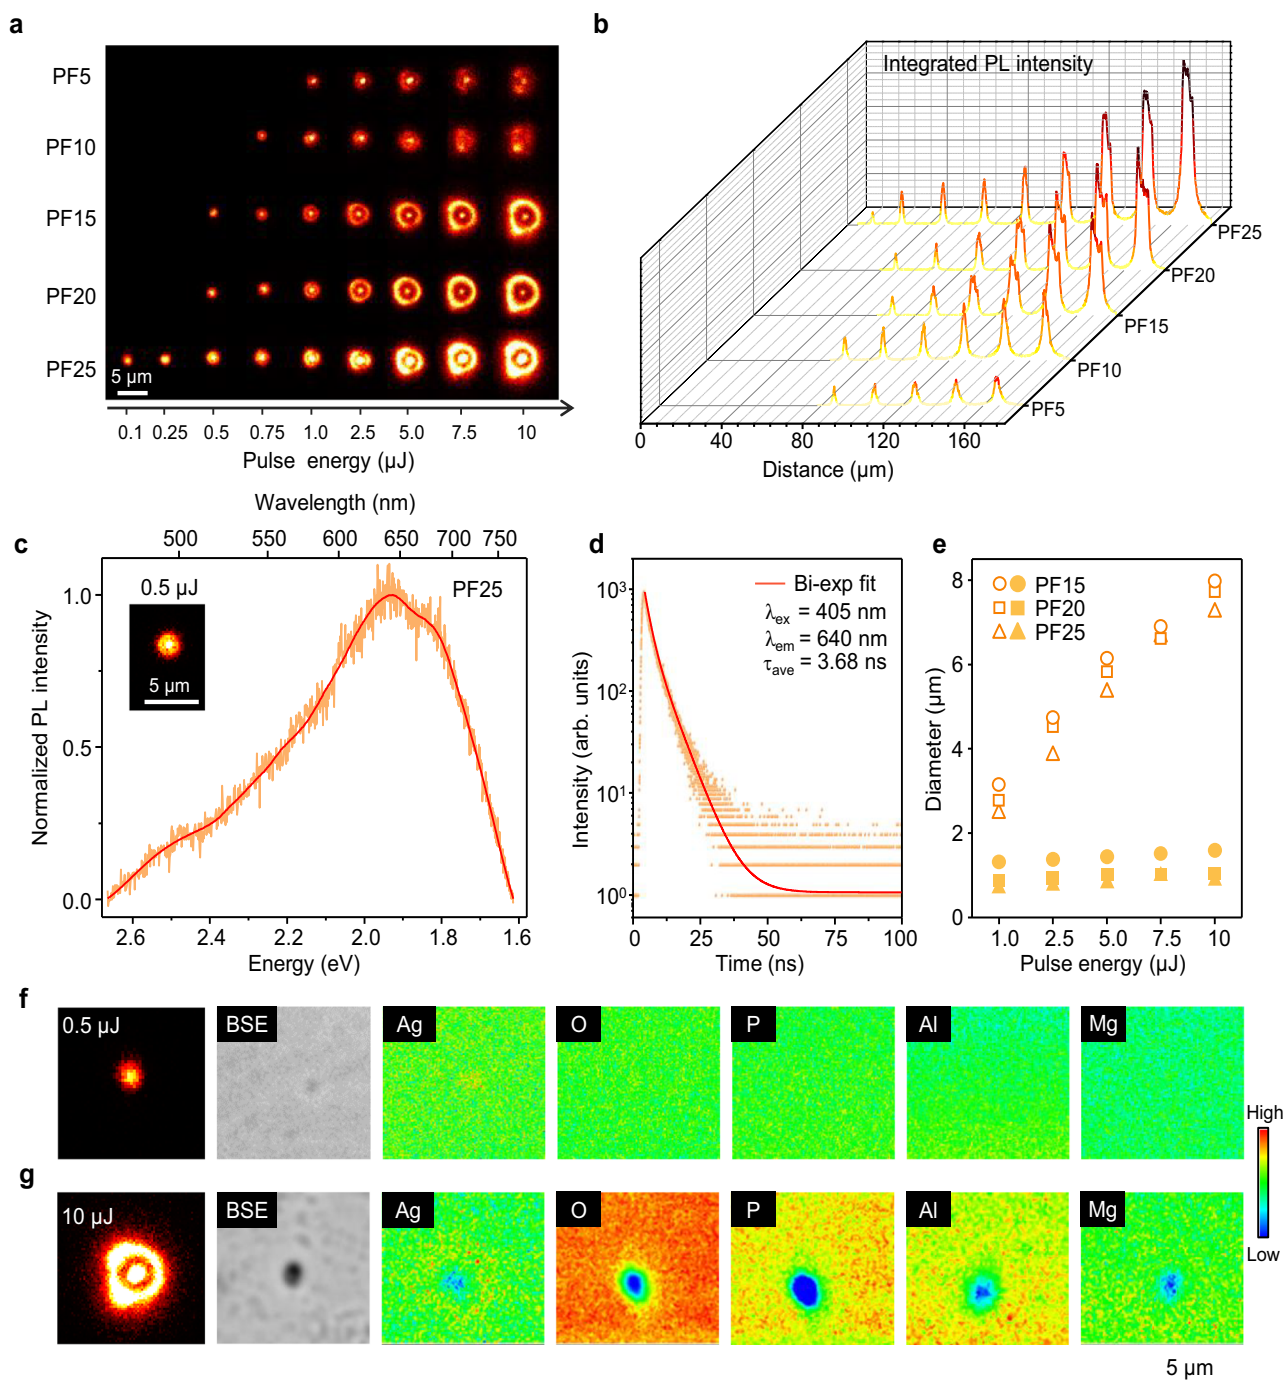 a
PF5
PF10
PF15
PF20
PF25
5 µm
0.1 0.25 0.5 0.75 1.0 2.5 5.0 7.5 10
Pulse energy (µJ)
b
Integrated PL intensity
PF25
PF20
PF15
PF10
PF5
0 40 80 120 160
Distance (µm)
Wavelength (nm)
500 550 600 650 700 750
c
0.5 µJ
PF25
5 µm
1.0
0.5
0.0
Normalized PL intensity
2.6 2.4 2.2 2.0 1.8 1.6
Energy (eV)
d
Bi-exp fit
λex = 405 nm
λem = 640 nm
τave = 3.68 ns
10³
10²
10¹
10⁰
Intensity (arb. units)
0 25 50 75 100
Time (ns)
e
PF15
PF20
PF25
8
6
4
2
0
Diameter (µm)
1.0 2.5 5.0 7.5 10
Pulse energy (µJ)
f
0.5 µJ BSE Ag O P Al Mg
High
Low
g
10 µJ BSE Ag O P Al Mg
5 µm